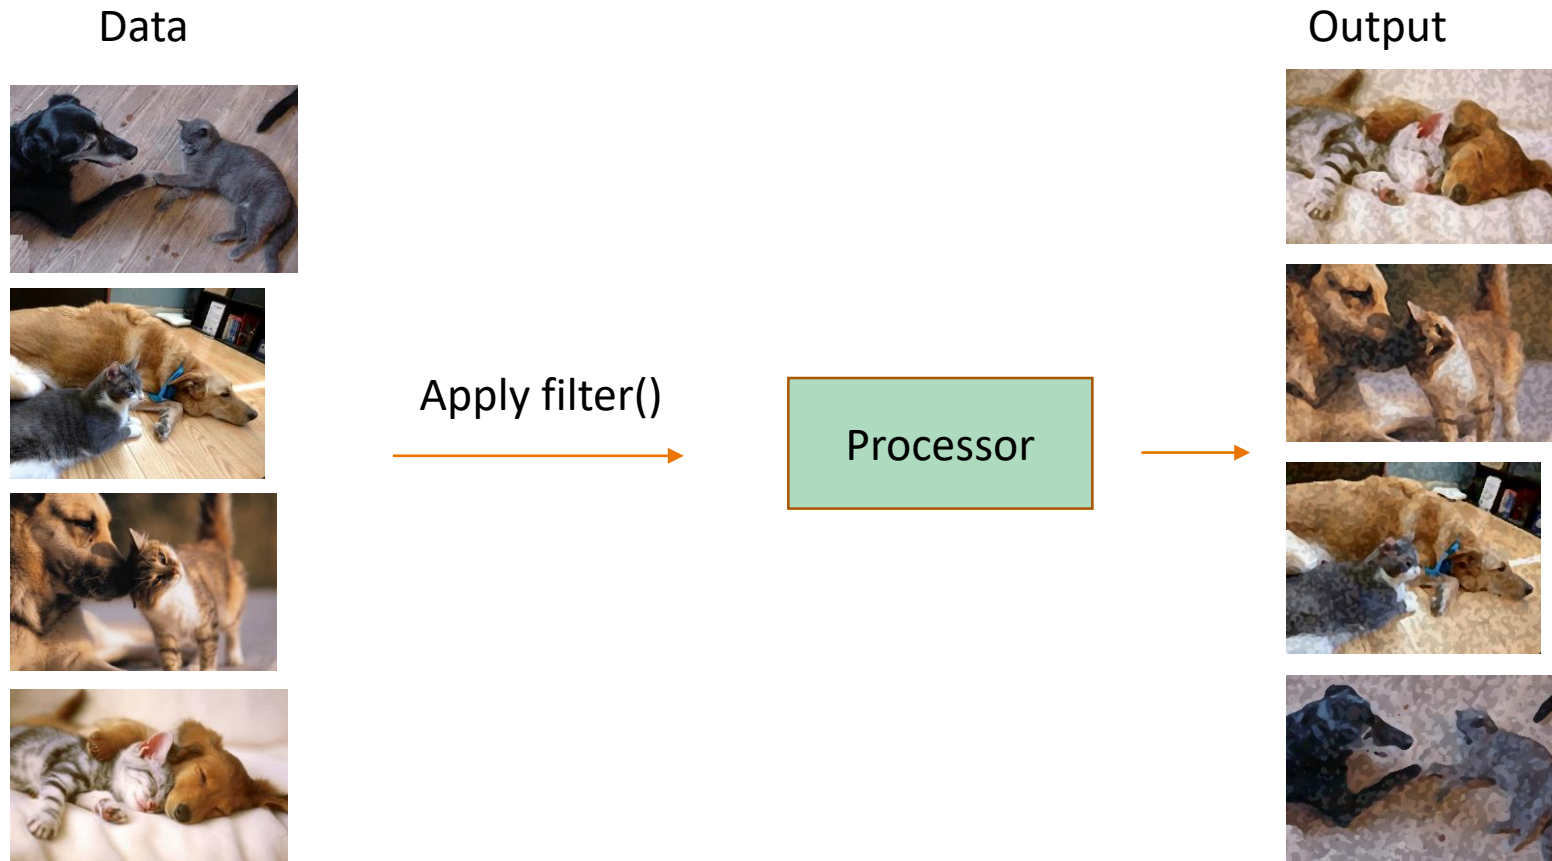 Data
Output
Apply filter()
Processor